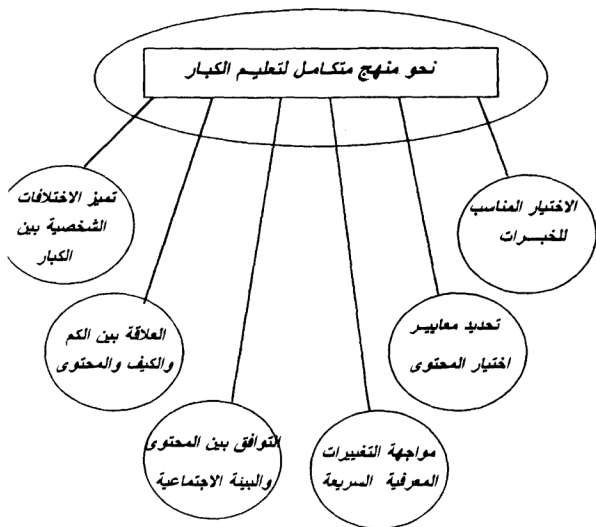 نحو منهج متكامل لتعليم الكبار
الاختيار المناسب
للخبرات
تحديد معايير
اختيار المحتوى
مواجهة التغييرات
المعرفية السريعة
التوافق بين المحتوى
والبيئة الاجتماعية
العلاقة بين الكم
والكيف والمحتوى
تميز الاختلافات
الشخصية بين
الكبار